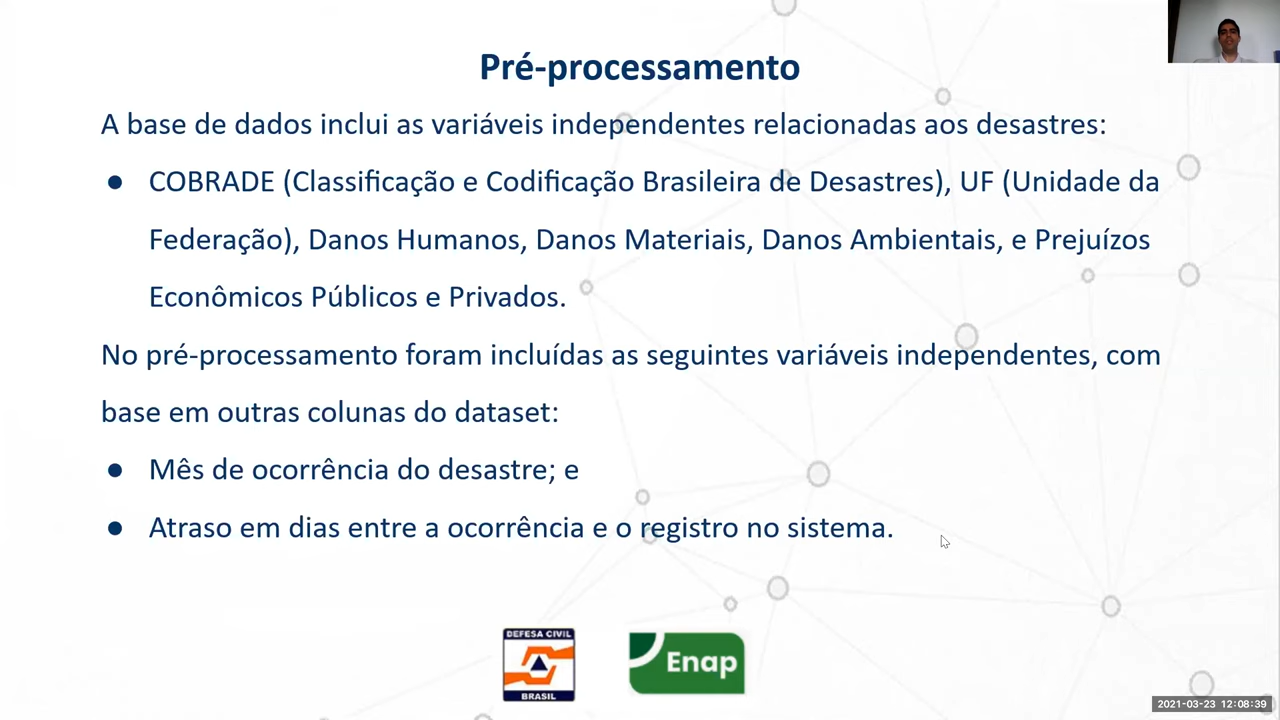 Pré-processamento
A base de dados inclui as variáveis independentes relacionadas aos desastres:
● COBRADE (Classificação e Codificação Brasileira de Desastres), UF (Unidade da
Federação), Danos Humanos, Danos Materiais, Danos Ambientais, e Prejuízos
Econômicos Públicos e Privados.
No pré-processamento foram incluídas as seguintes variáveis independentes, com
base em outras colunas do dataset:
● Mês de ocorrência do desastre; e
● Atraso em dias entre a ocorrência e o registro no sistema.
DEFESA CIVIL
BRASIL
Enap
2021-03-23 12:08:39